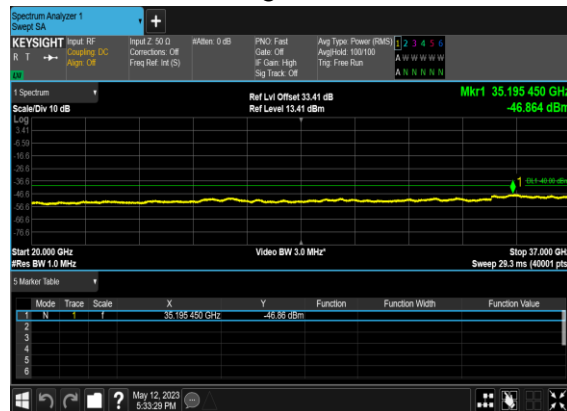 Spectrum Analyzer 1
Swept SA
+
KEYSIGHT Input: RF Input Z: 50 Ω #Atten: 0 dB PNO: Fast Avg Type: Power (RMS) 1 2 3 4 5 6
R T Coupling: DC Corrections: Off Gate: Off Avg|Hold: 100/100 A W W W W W
Align: Off Freq Ref: Int (S) IF Gain: High Trig: Free Run
Sig Track: Off A N N N N N
1 Spectrum Ref Lvl Offset 33.41 dB Mkr1 35.195 450 GHz
Scale/Div 10 dB Ref Level 13.41 dBm -46.864 dBm
Log
3.41
-6.59
-16.6
-26.6
-36.6 1 DL1 -40.00 dBm
-46.6
-56.6
-66.6
-76.6
Start 20.000 GHz Video BW 3.0 MHz* Stop 37.000 GHz
#Res BW 1.0 MHz Sweep 29.3 ms (40001 pts)
5 Marker Table
Mode Trace Scale X Y Function Function Width Function Value
1 N 1 f 35.195 450 GHz -46.86 dBm
2
3
4
5
6
? May 12, 2023
5:33:29 PM